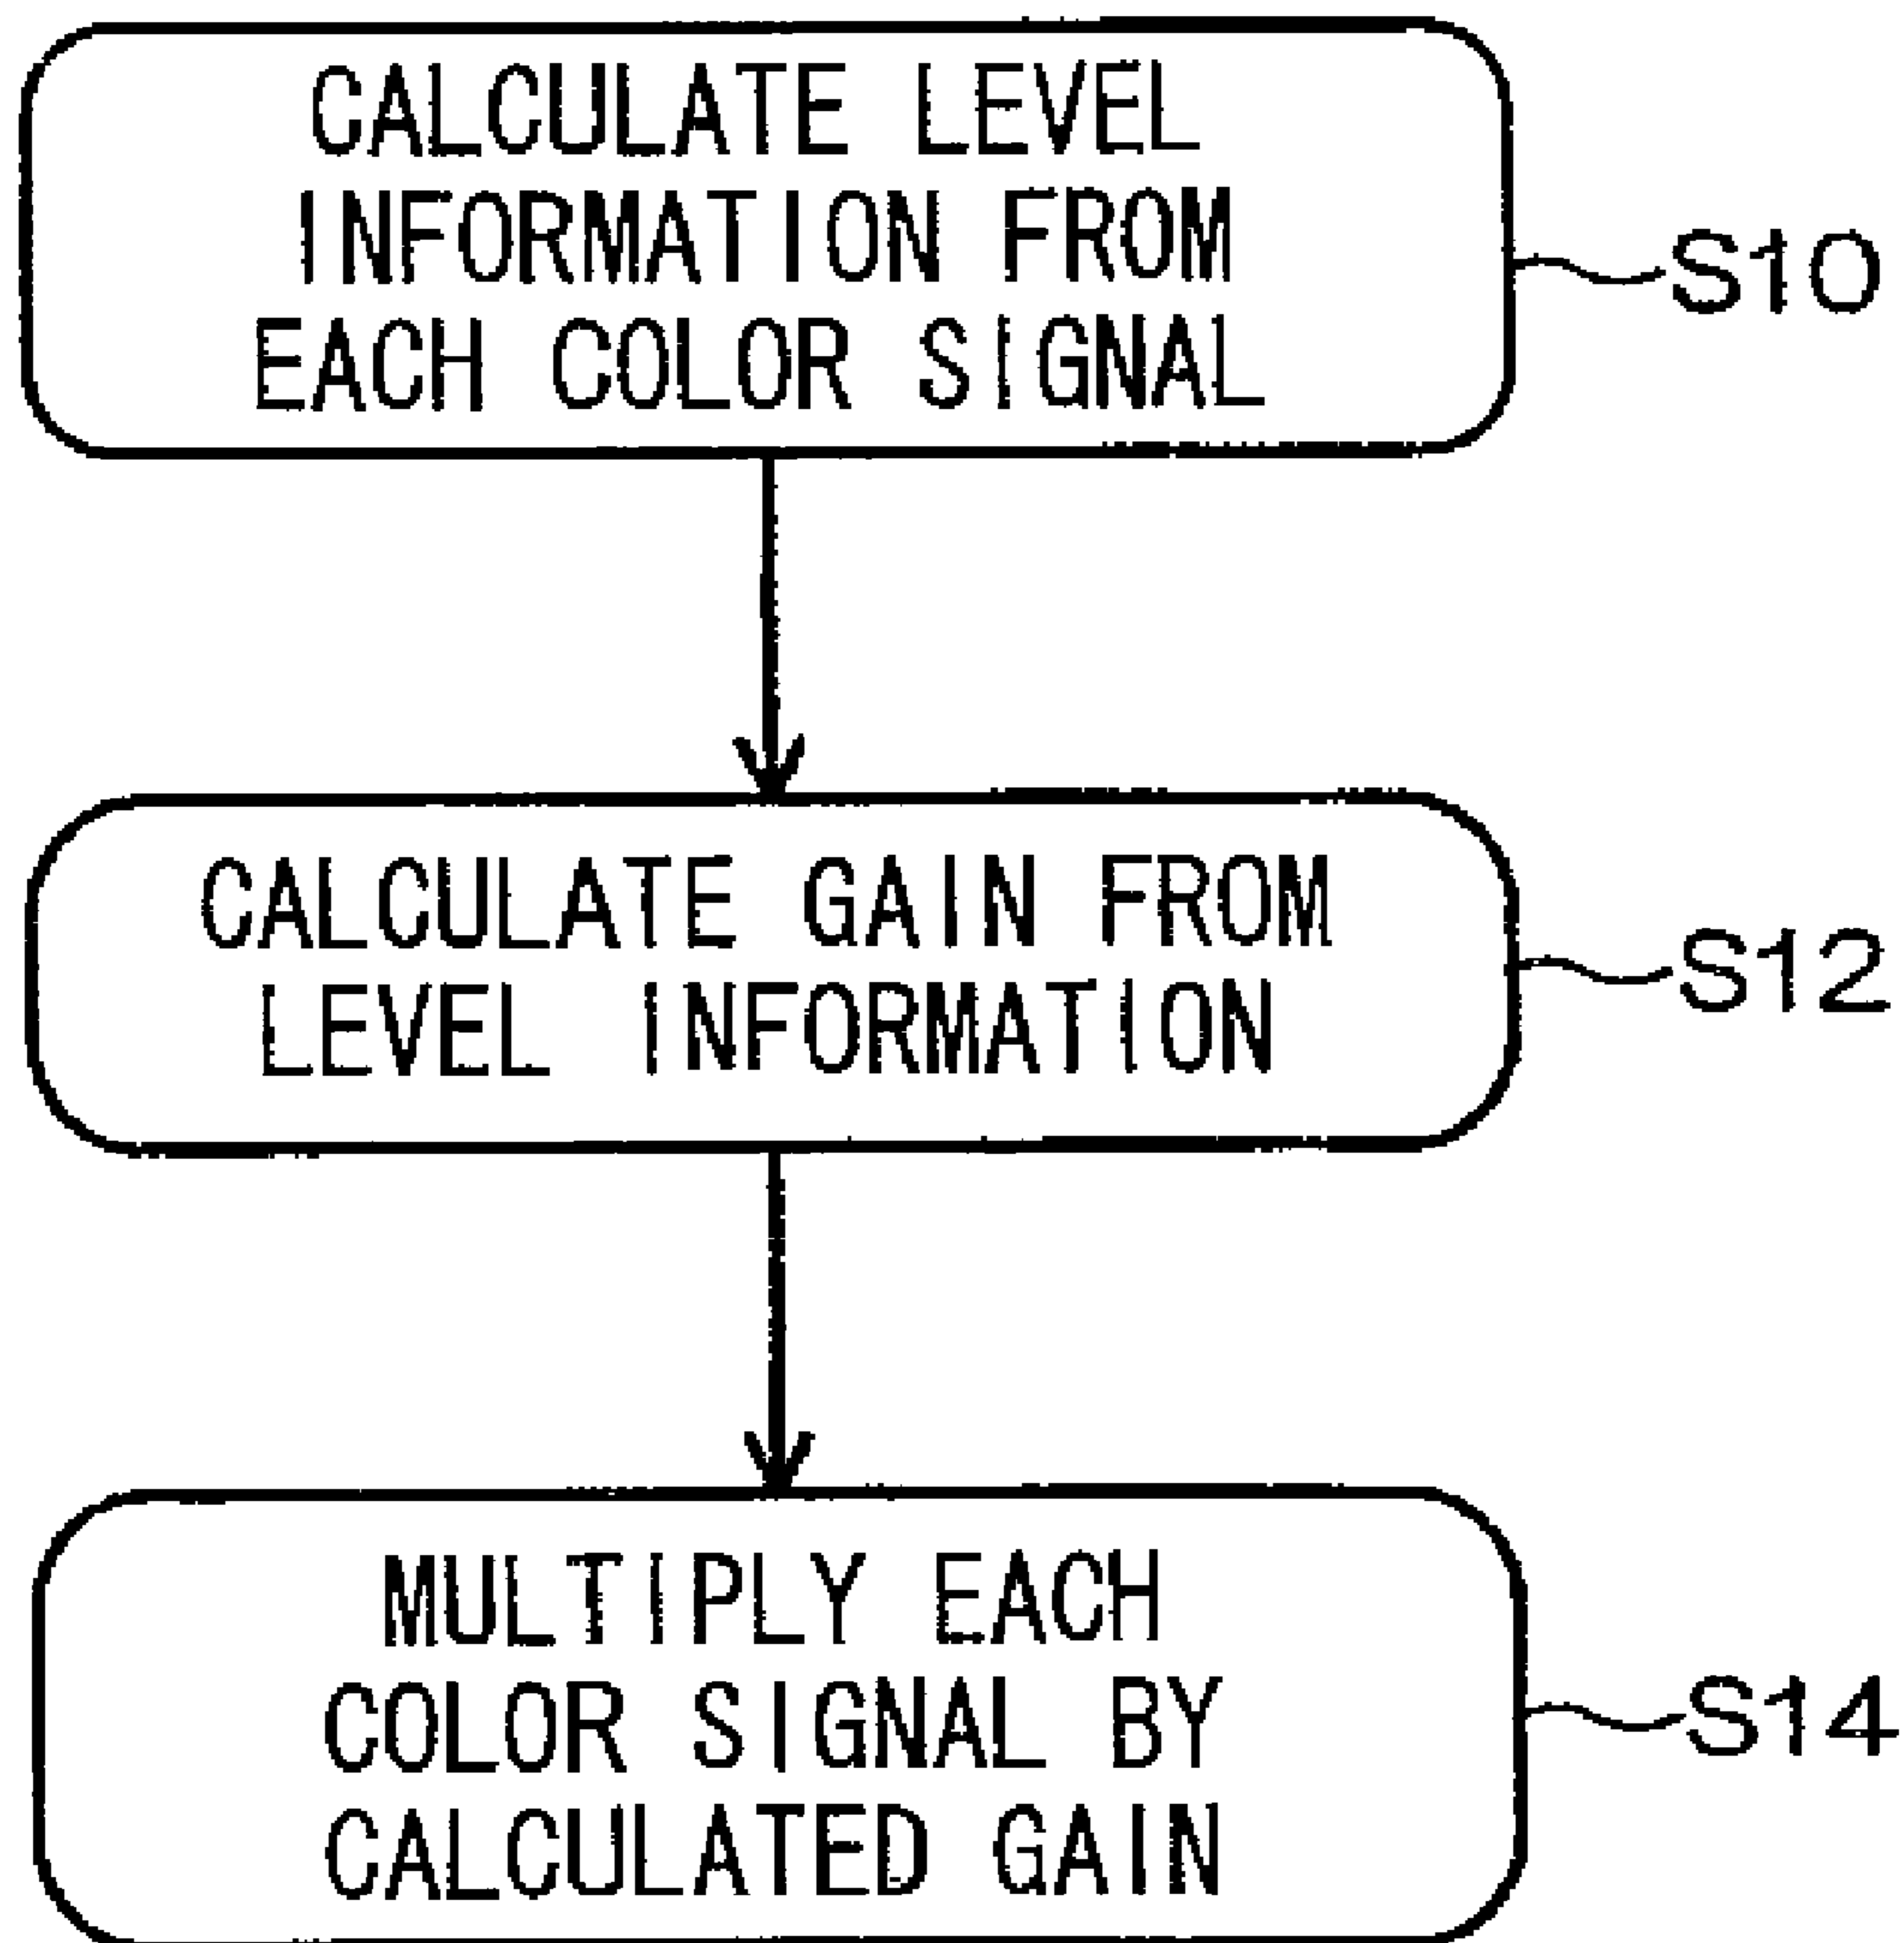 CALCULATE LEVEL
INFORMATION FROM
EACH COLOR SIGNAL
S10
CALCULATE GAIN FROM
LEVEL INFORMATION
S12
MULTIPLY EACH
COLOR SIGNAL BY
CALCULATED GAIN
S14